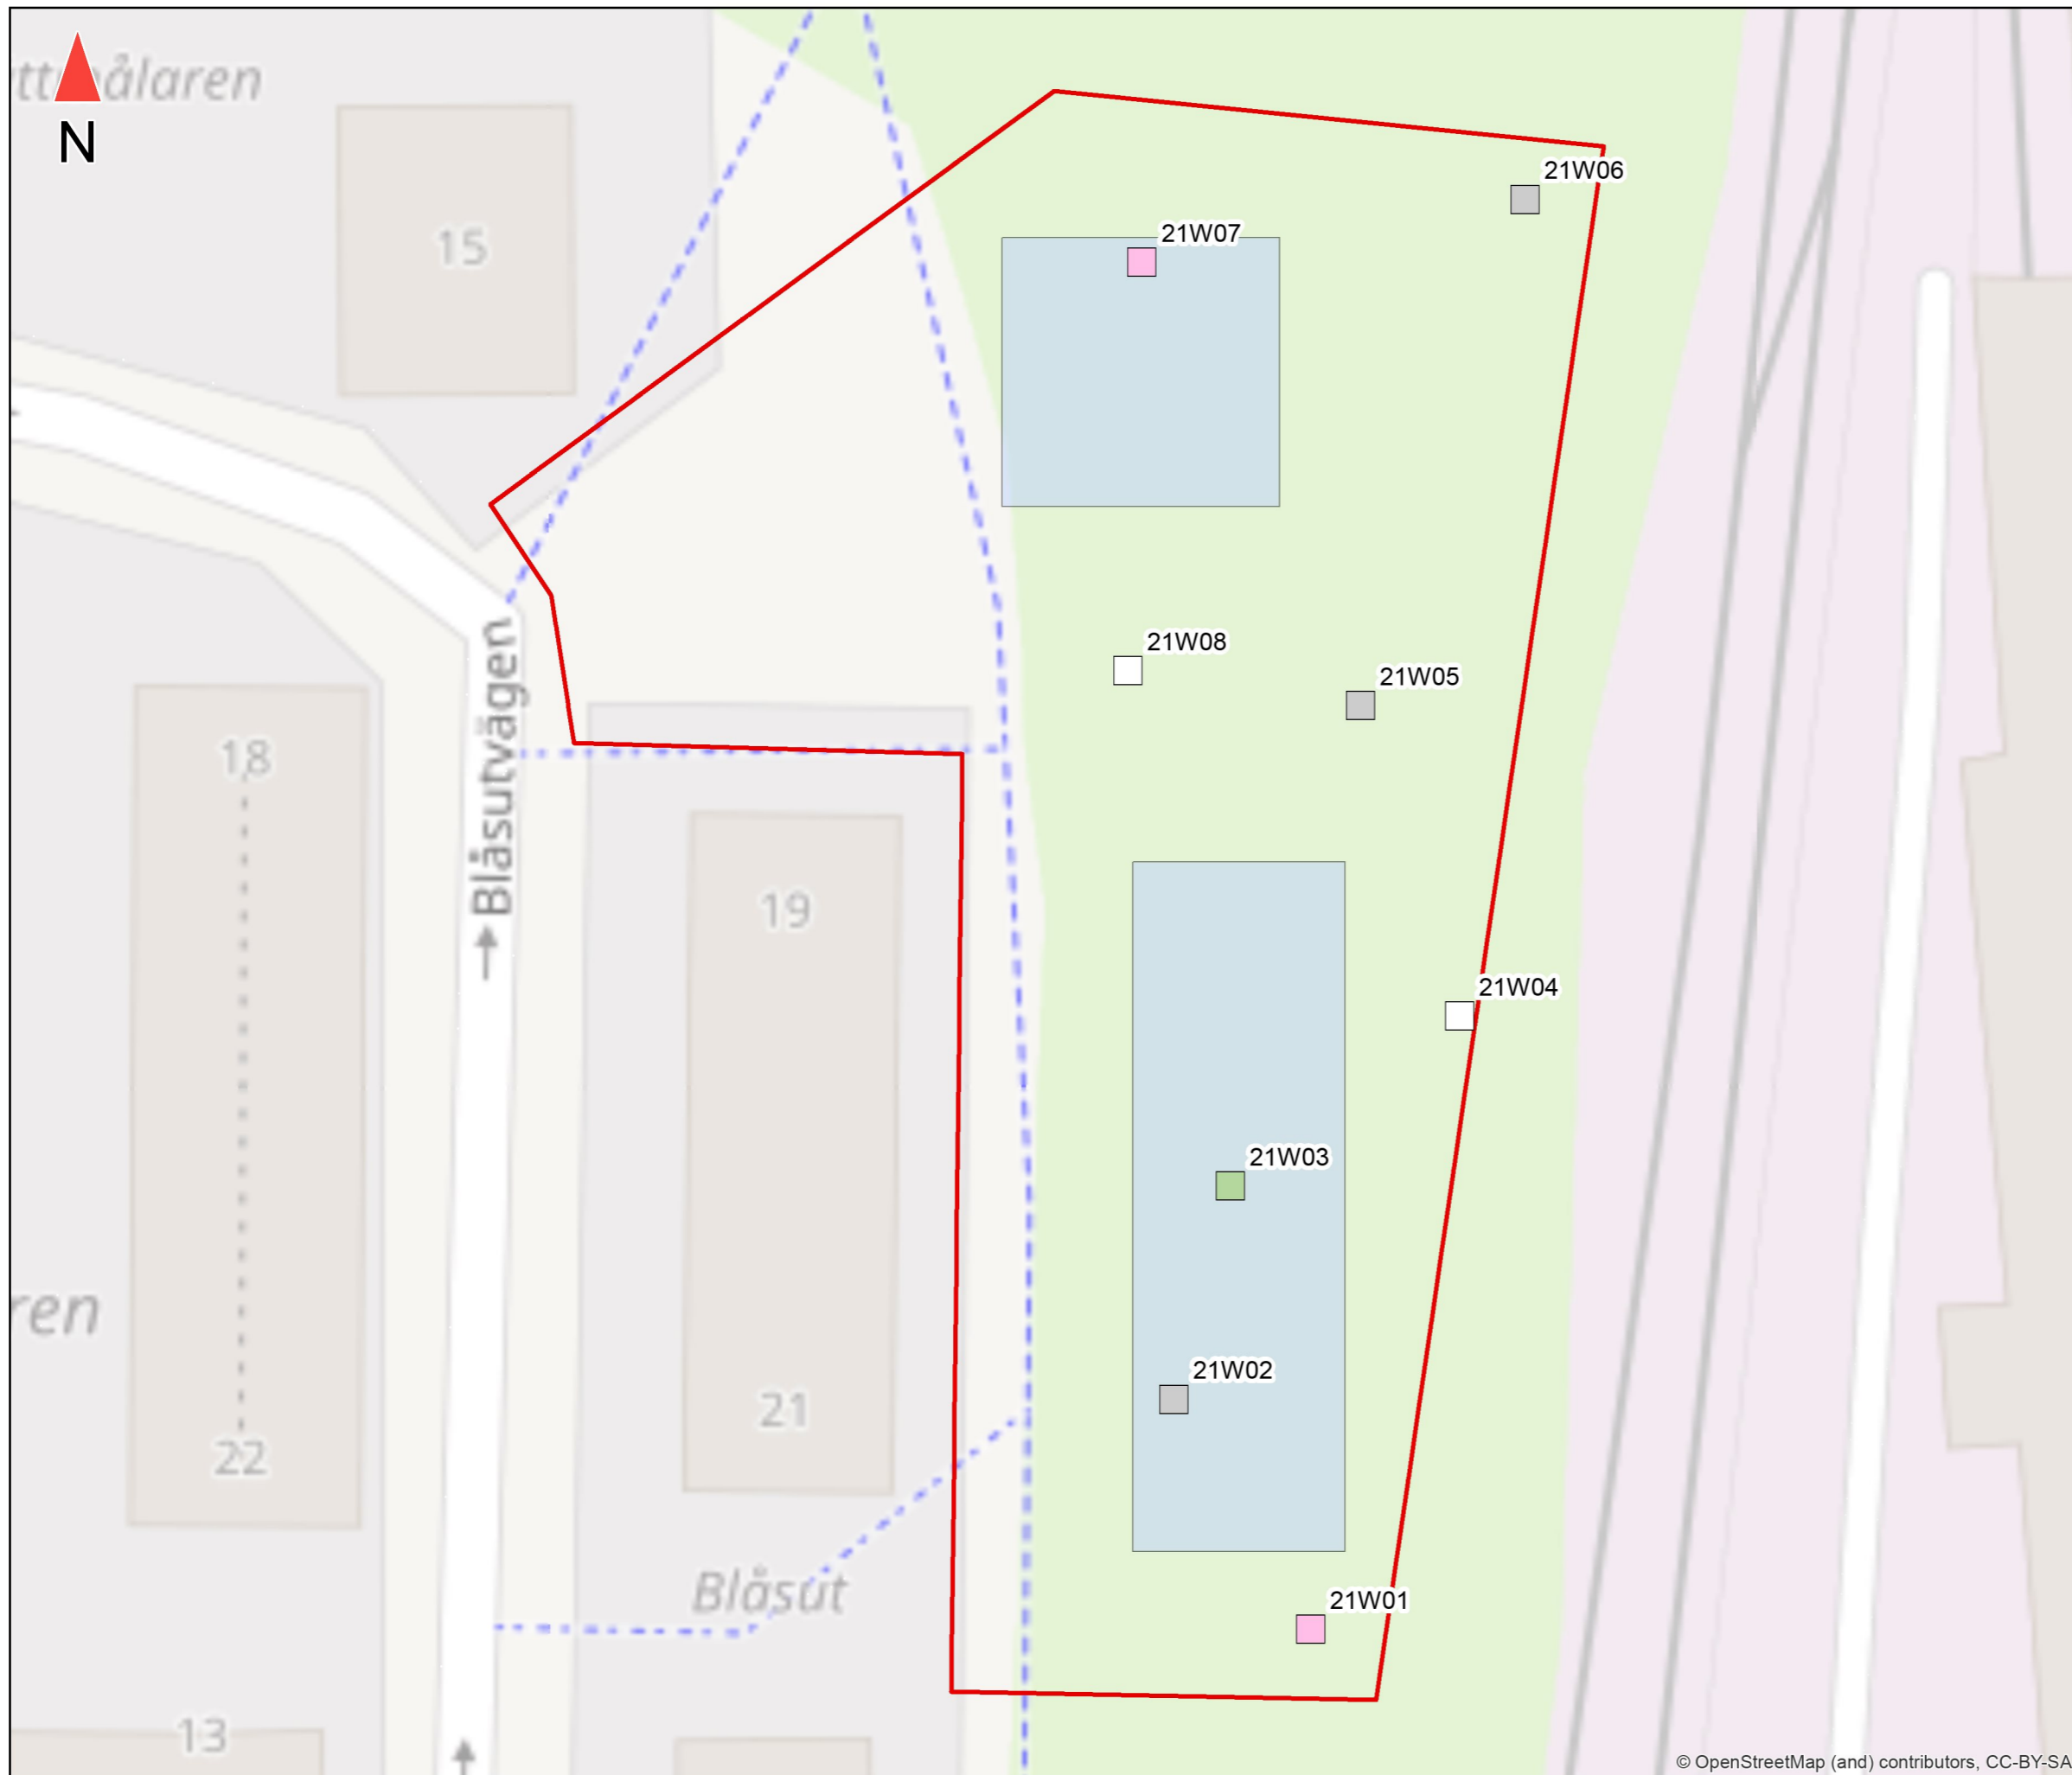 ttmålaren
N
15
21W06
21W07
21W08
21W05
Blåsutvägen
18
19
21W04
21W03
ren
21W02
21
22
Blåsut
21W01
13
© OpenStreetMap (and) contributors, CC-BY-SA